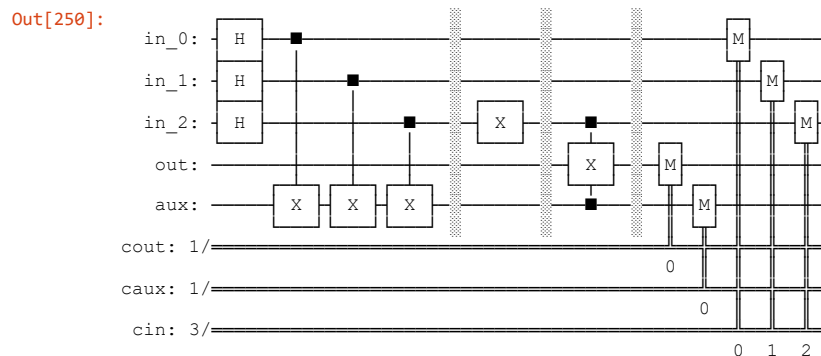 Out[250]:
in_0: H M
in_1: H M
in_2: H X M
out: X M
aux: X X X M
cout: 1/
0
caux: 1/
0
cin: 3/
0 1 2